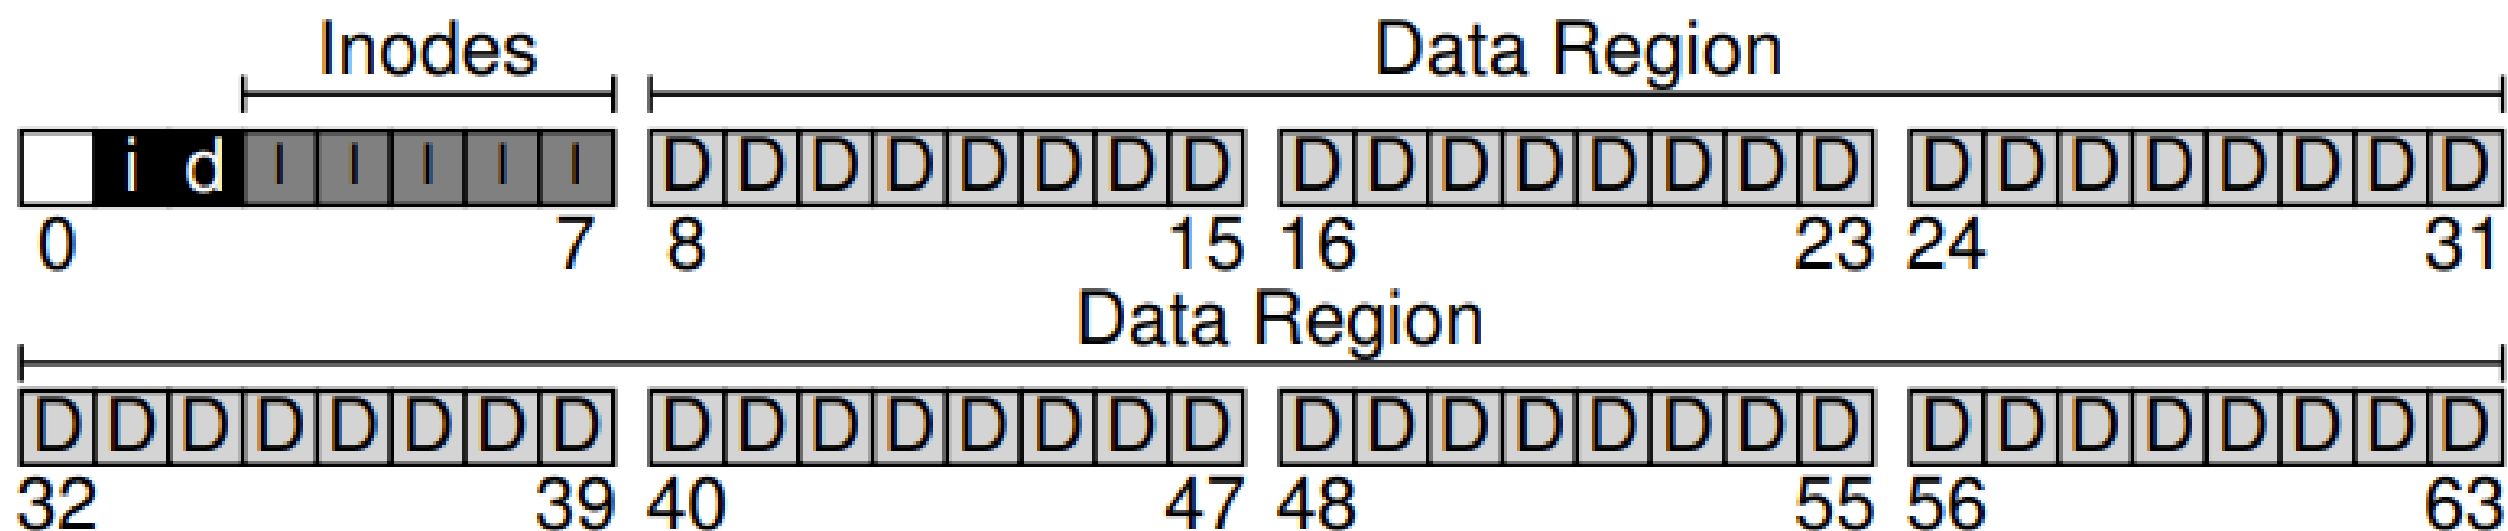 Inodes Data Region
i d I I I I I D D D D D D D D D D D D D D D D D D D D D D D D
0 7 8 15 16 23 24 31
Data Region
D D D D D D D D D D D D D D D D D D D D D D D D D D D D D D D D
32 39 40 47 48 55 56 63